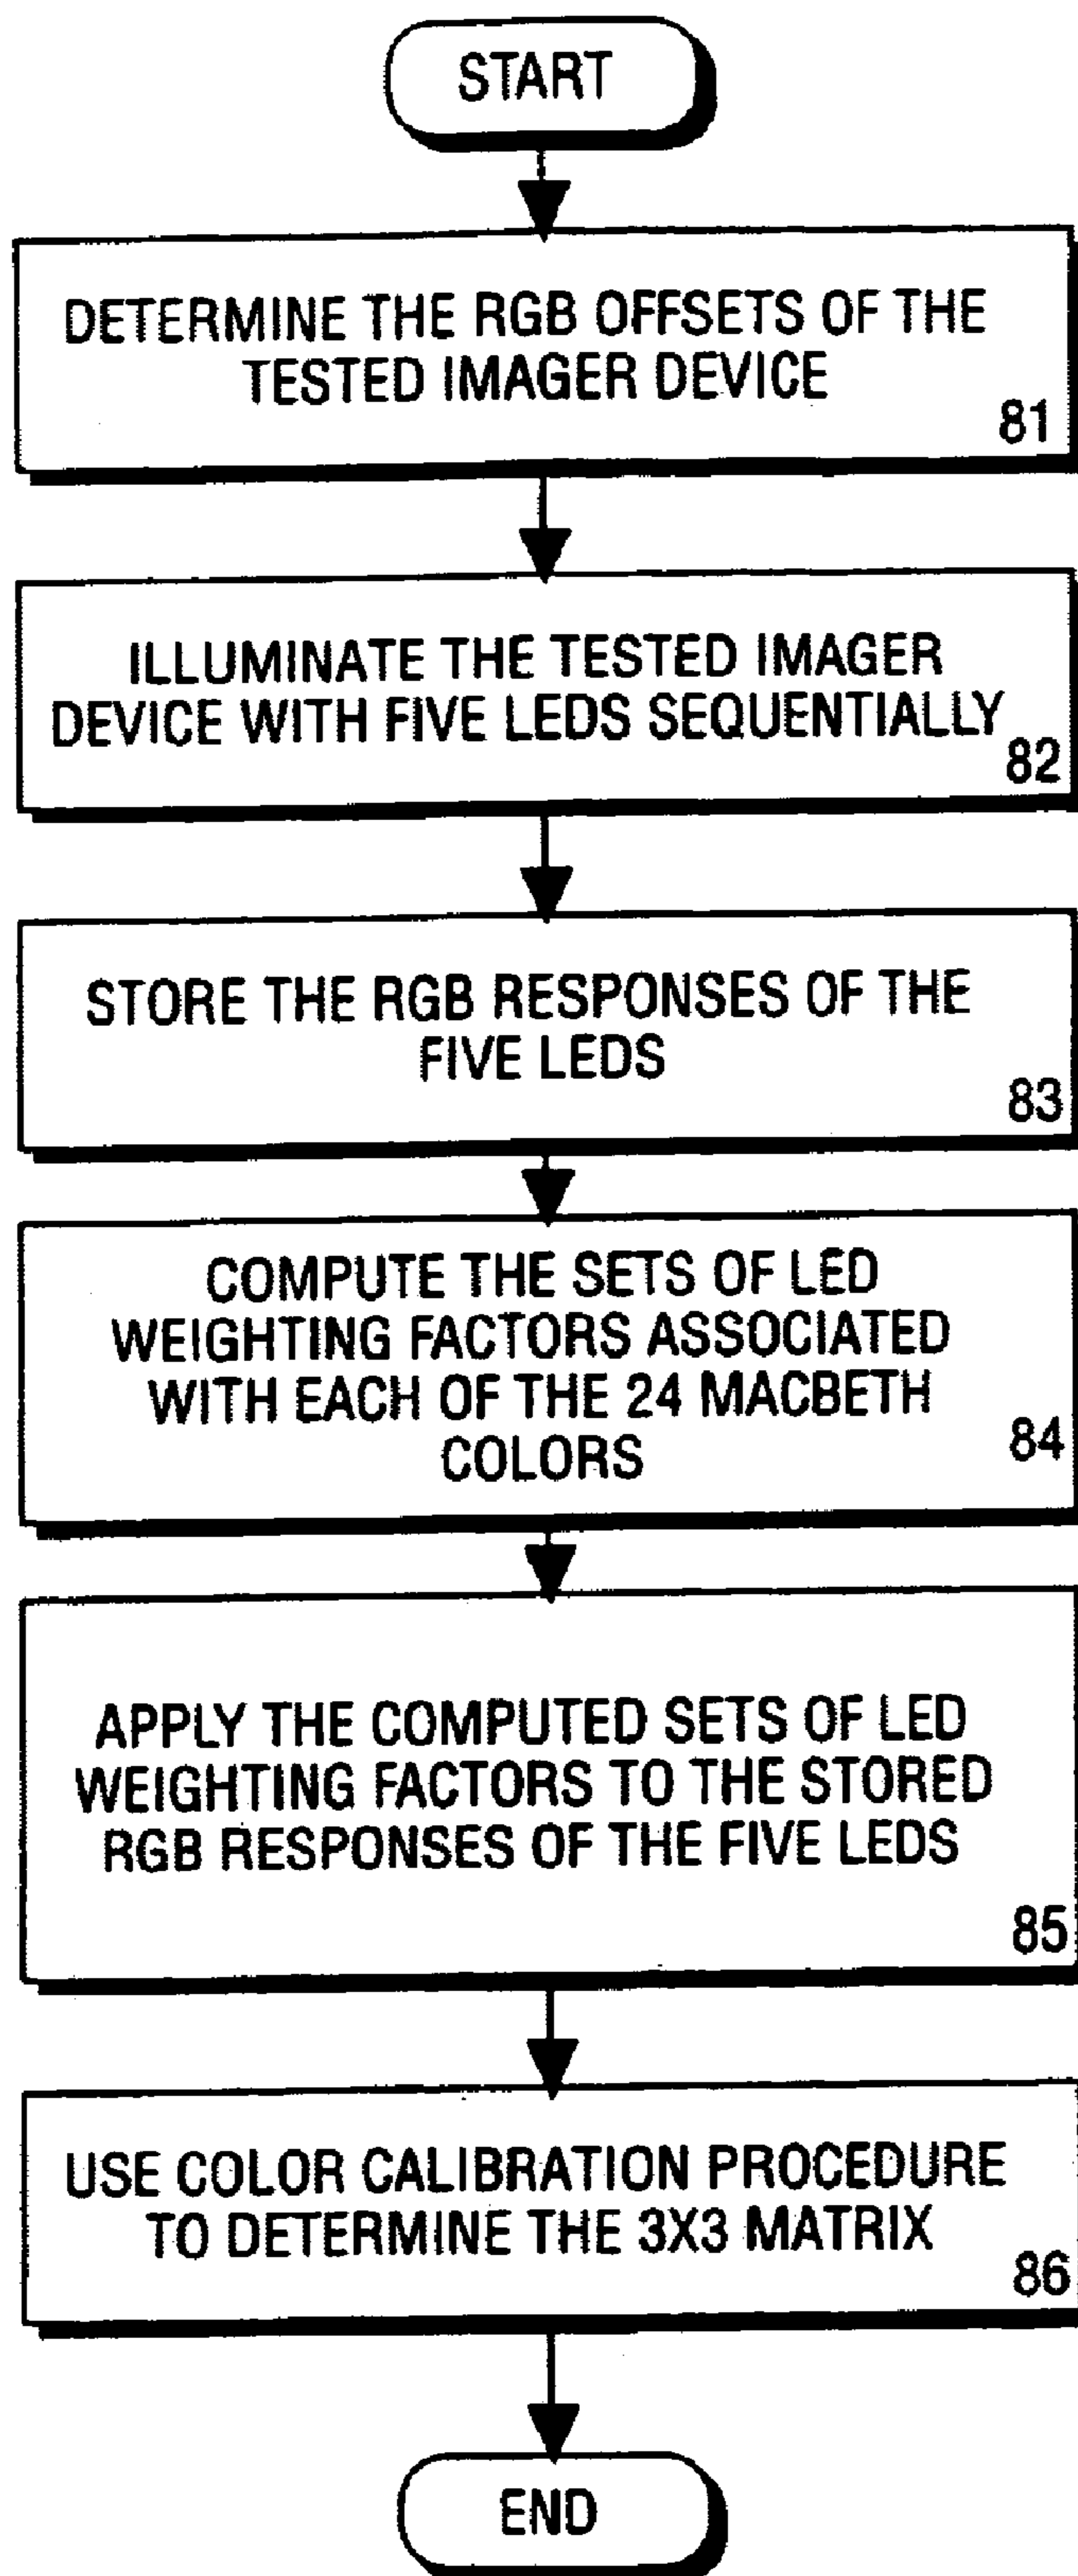 START
DETERMINE THE RGB OFFSETS OF THE
TESTED IMAGER DEVICE
81
ILLUMINATE THE TESTED IMAGER
DEVICE WITH FIVE LEDS SEQUENTIALLY
82
STORE THE RGB RESPONSES OF THE
FIVE LEDS
83
COMPUTE THE SETS OF LED
WEIGHTING FACTORS ASSOCIATED
WITH EACH OF THE 24 MACBETH
COLORS
84
APPLY THE COMPUTED SETS OF LED
WEIGHTING FACTORS TO THE STORED
RGB RESPONSES OF THE FIVE LEDS
85
USE COLOR CALIBRATION PROCEDURE
TO DETERMINE THE 3X3 MATRIX
86
END